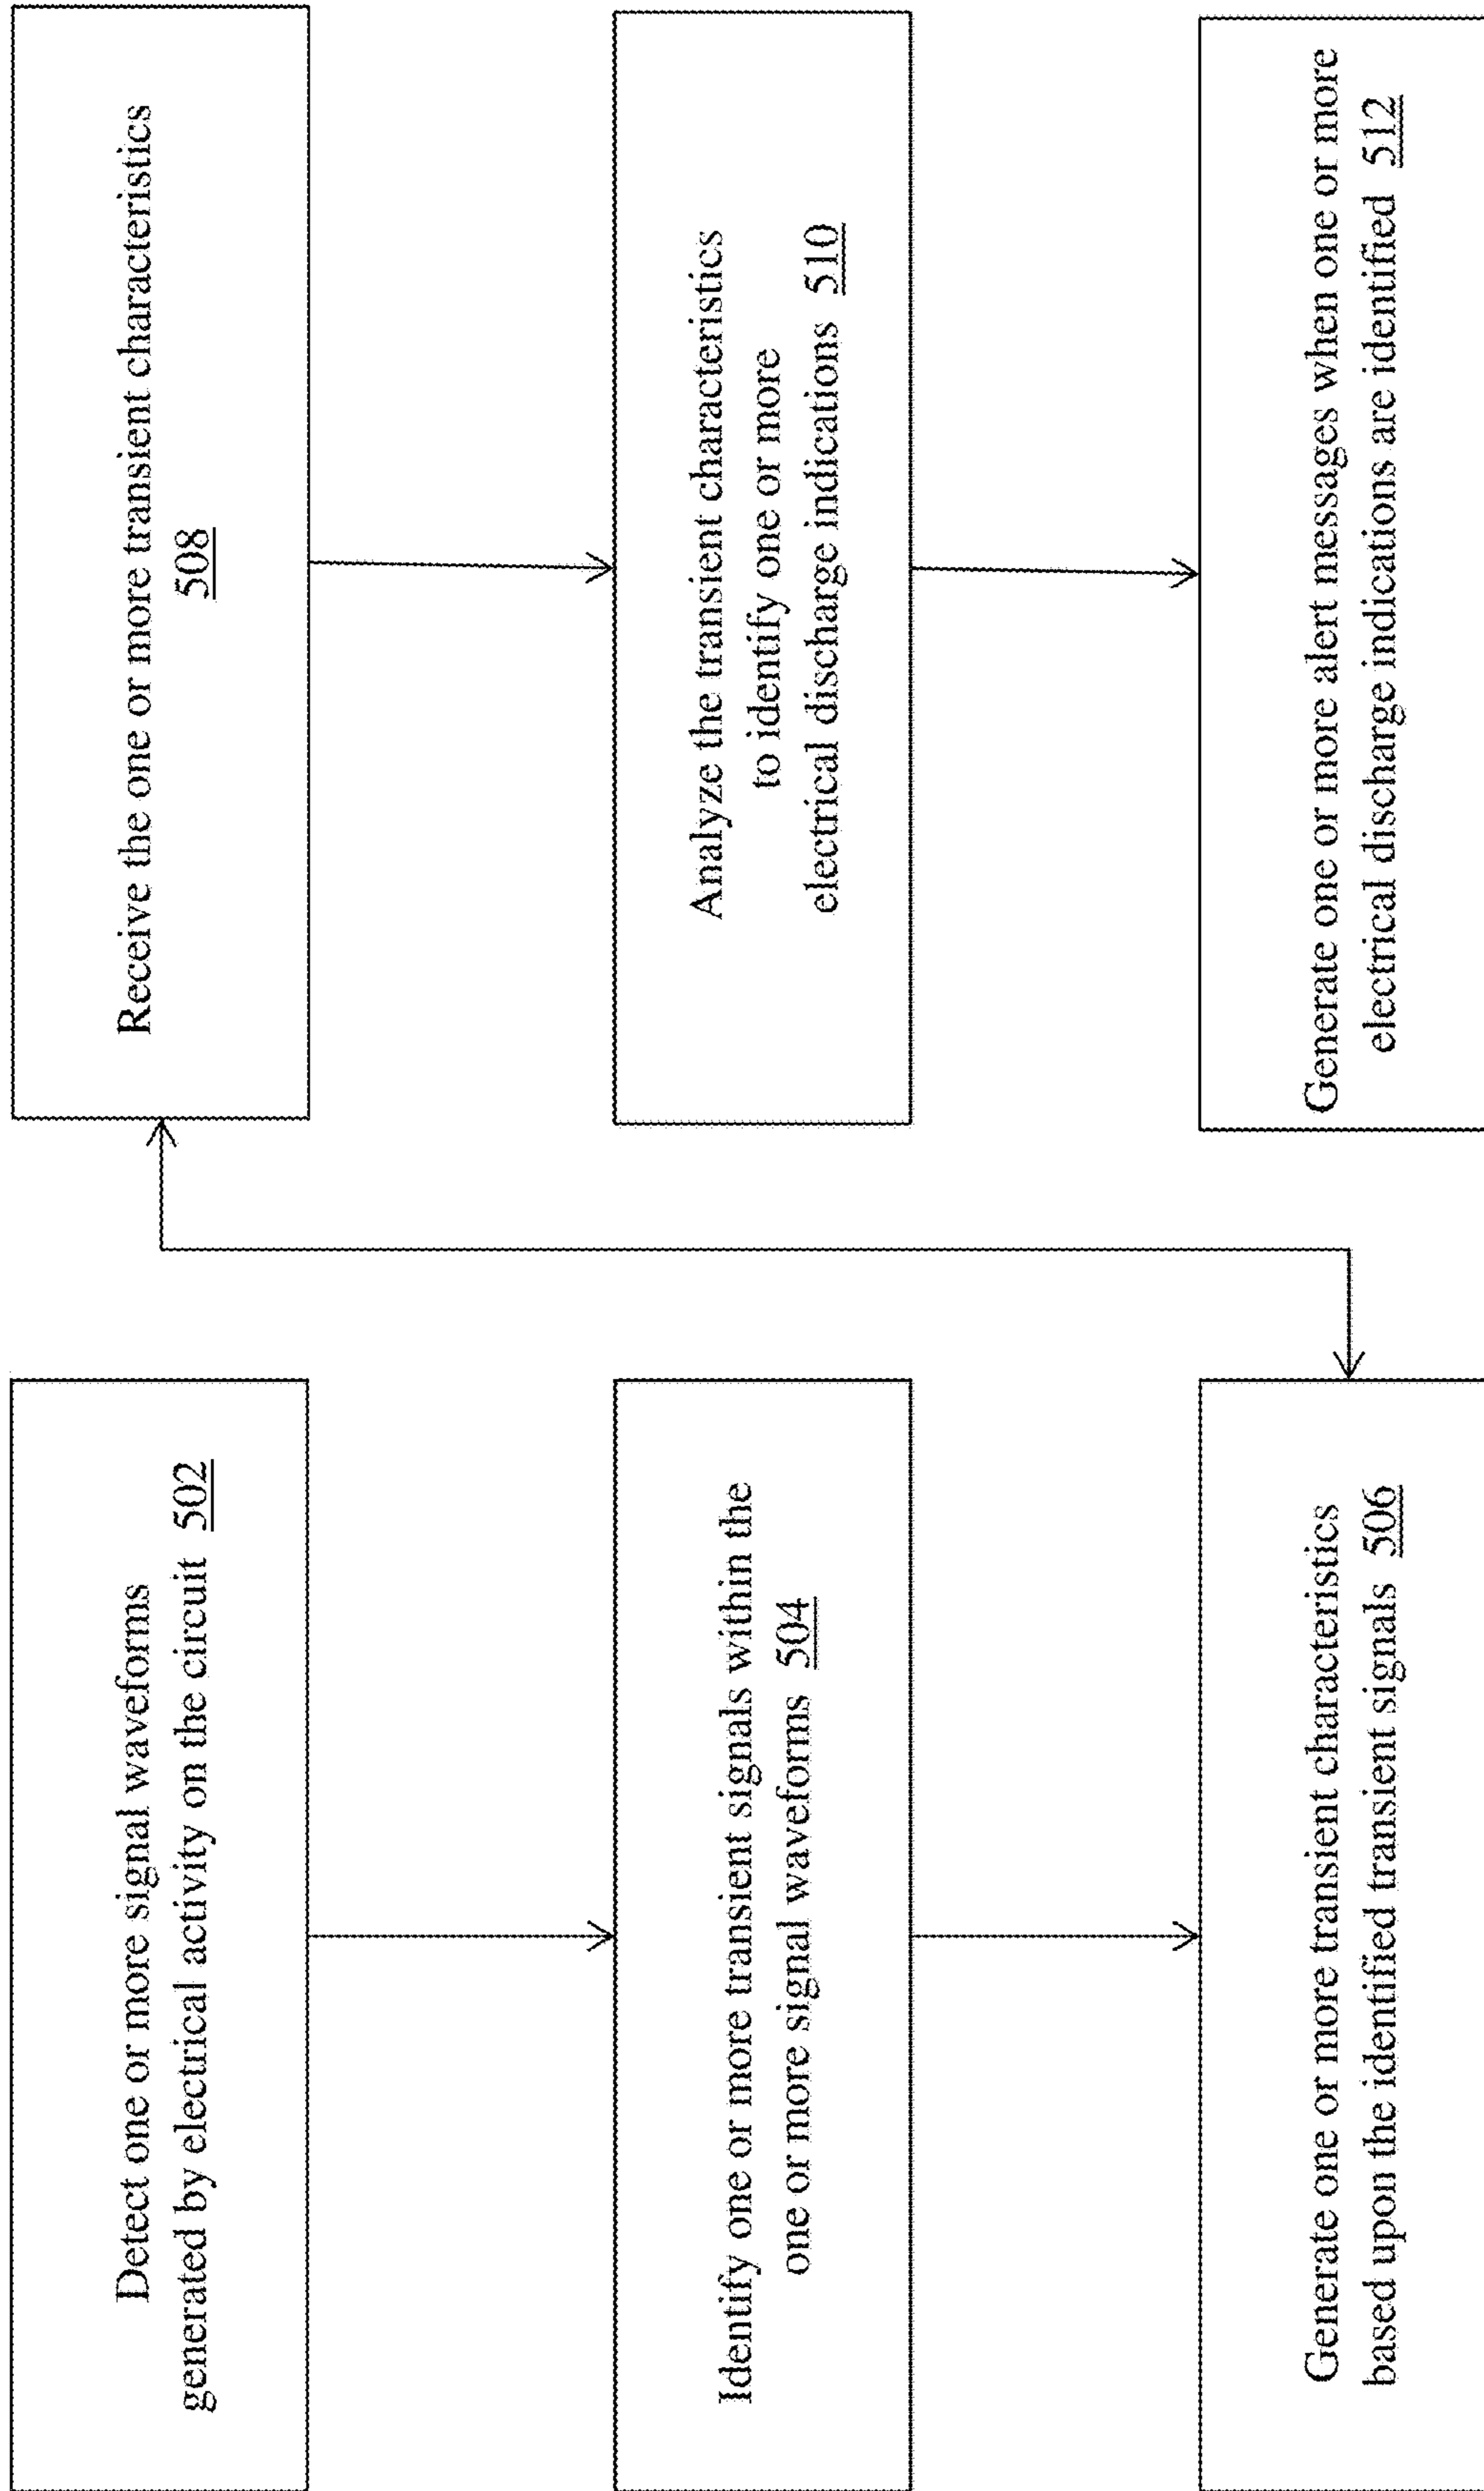 Detect one or more signal waveforms
generated by electrical activity on the circuit 502
Identify one or more transient signals within the
one or more signal waveforms 504
Generate one or more transient characteristics
based upon the identified transient signals 506
Receive the one or more transient characteristics
508
Analyze the transient characteristics
to identify one or more
electrical discharge indications 510
Generate one or more alert messages when one or more
electrical discharge indications are identified 512